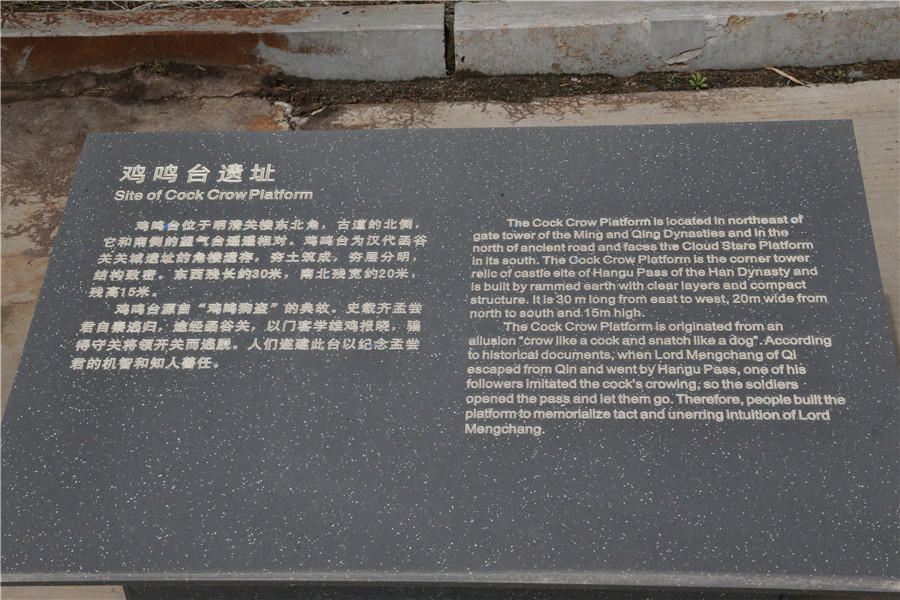 鸡鸣台遗址
Site of Cock Crow Platform
鸡鸣台位于明清关楼东北角，古道的北侧，
它和南侧的望气台遥遥相对。鸡鸣台为汉代函谷
关关城遗址的角楼遗存。夯土筑成，夯层分明，
结构致密。东西残长约30米，南北残宽约20米，
残高15米。
鸡鸣台源自“鸡鸣狗盗”的典故。史载齐孟尝
君自秦逃归，途经函谷关，以门客学雄鸡报晓，骗
得守关将领开关而逃脱。人们遂建此台以纪念孟尝
君的机智和知人善任。
The Cock Crow Platform is located in northeast of
gate tower of the Ming and Qing Dynasties and in the
north of ancient road and faces the Cloud Stare Platform
in its south. The Cock Crow Platform is the corner tower
relic of castle site of Hangu Pass of the Han Dynasty and
is built by rammed earth with clear layers and compact
structure. It is 30 m long from east to west, 20m wide from
north to south and 15m high.
The Cock Crow Platform is originated from an
allusion "crow like a cock and snatch like a dog". According
to historical documents, when Lord Mengchang of Qi
escaped from Qin and went by Hangu Pass, one of his
followers imitated the cock's crowing, so the soldiers
opened the pass and let them go. Therefore, people built the
platform to memorialize tact and unerring intuition of Lord
Mengchang.